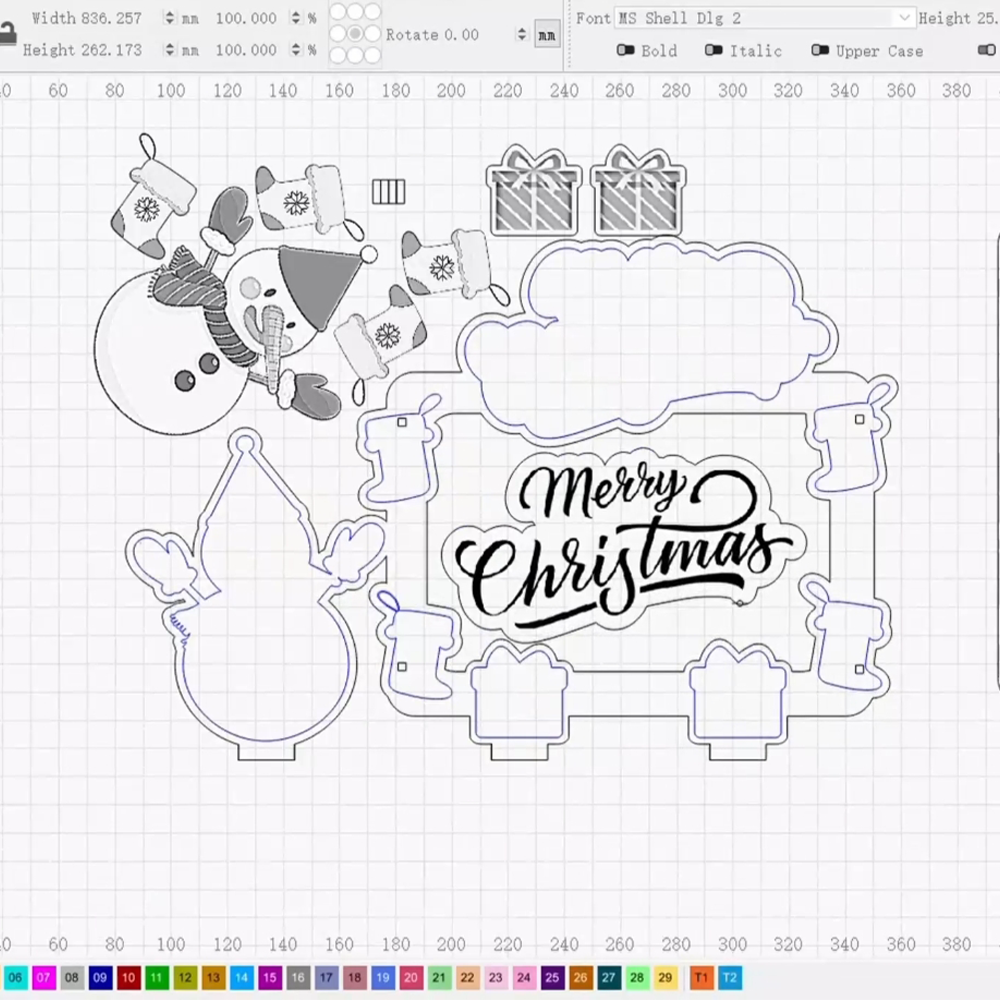 Width 836.257 mm 100.000 % Rotate 0.00 mm Font MS Shell Dlg 2 Height 25.
Height 262.173 mm 100.000 % Bold Italic Upper Case
60 80 100 120 140 160 180 200 220 240 260 280 300 320 340 360 380
Merry
Christmas
60 80 100 120 140 160 180 200 220 240 260 280 300 320 340 360 380
06 07 08 09 10 11 12 13 14 15 16 17 18 19 20 21 22 23 24 25 26 27 28 29 T1 T2